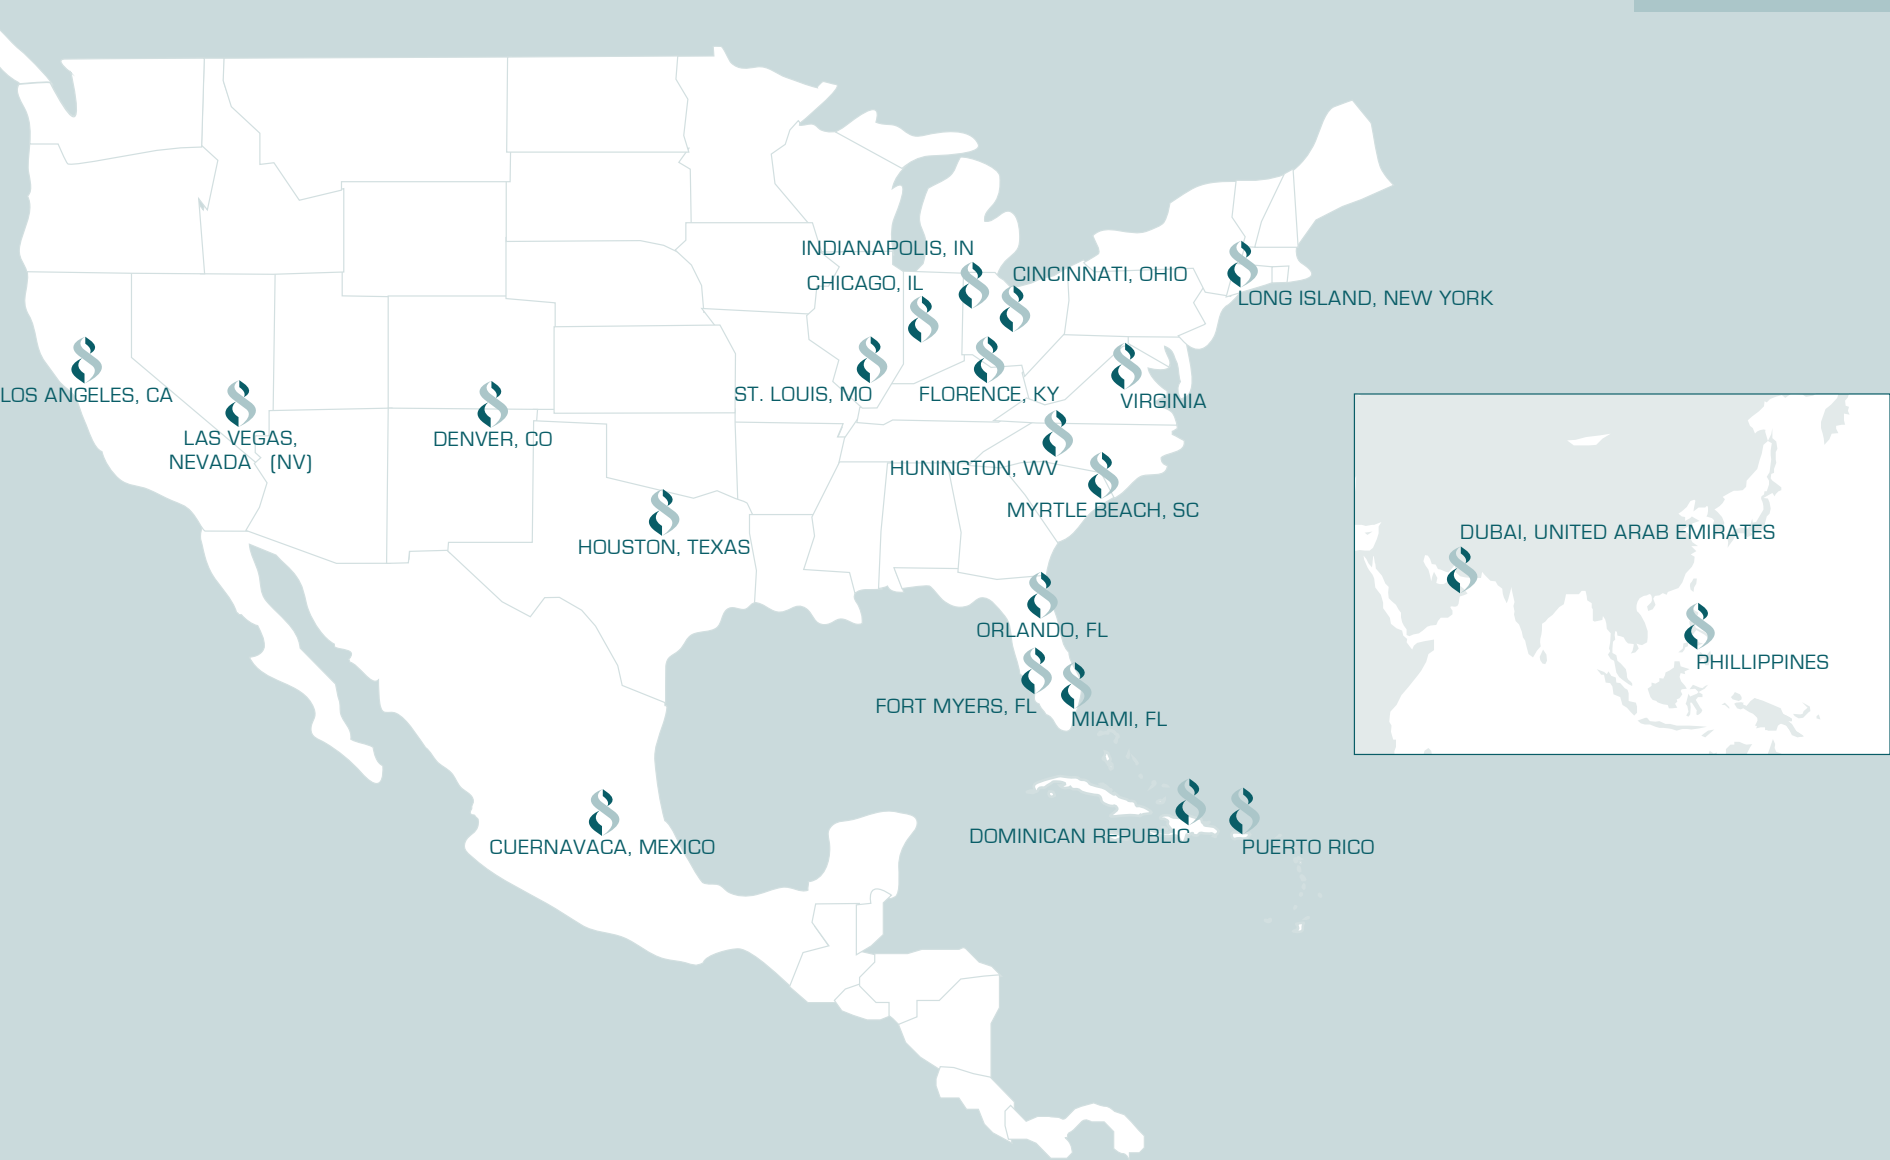 INDIANAPOLIS, IN
CINCINNATI, OHIO
CHICAGO, IL
LONG ISLAND, NEW YORK
LOS ANGELES, CA
ST. LOUIS, MO
FLORENCE, KY
VIRGINIA
LAS VEGAS,
NEVADA (NV)
DENVER, CO
HUNINGTON, WV
MYRTLE BEACH, SC
HOUSTON, TEXAS
DUBAI, UNITED ARAB EMIRATES
ORLANDO, FL
PHILLIPPINES
FORT MYERS, FL
MIAMI, FL
DOMINICAN REPUBLIC
CUERNAVACA, MEXICO
PUERTO RICO